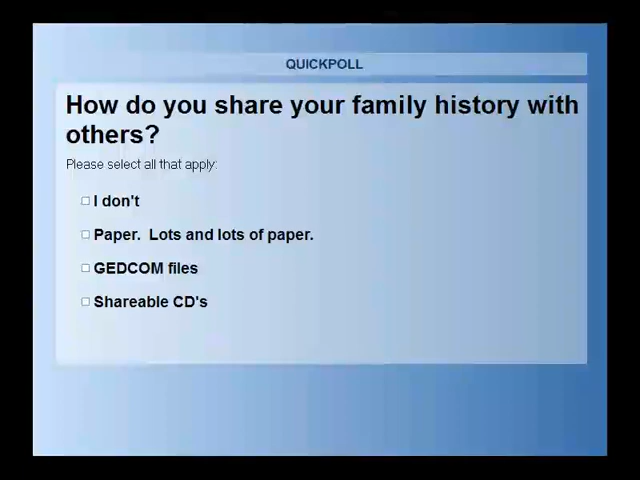 QUICKPOLL
How do you share your family history with
others?
Please select all that apply:
I don't
Paper.  Lots and lots of paper.
GEDCOM files
Shareable CD's